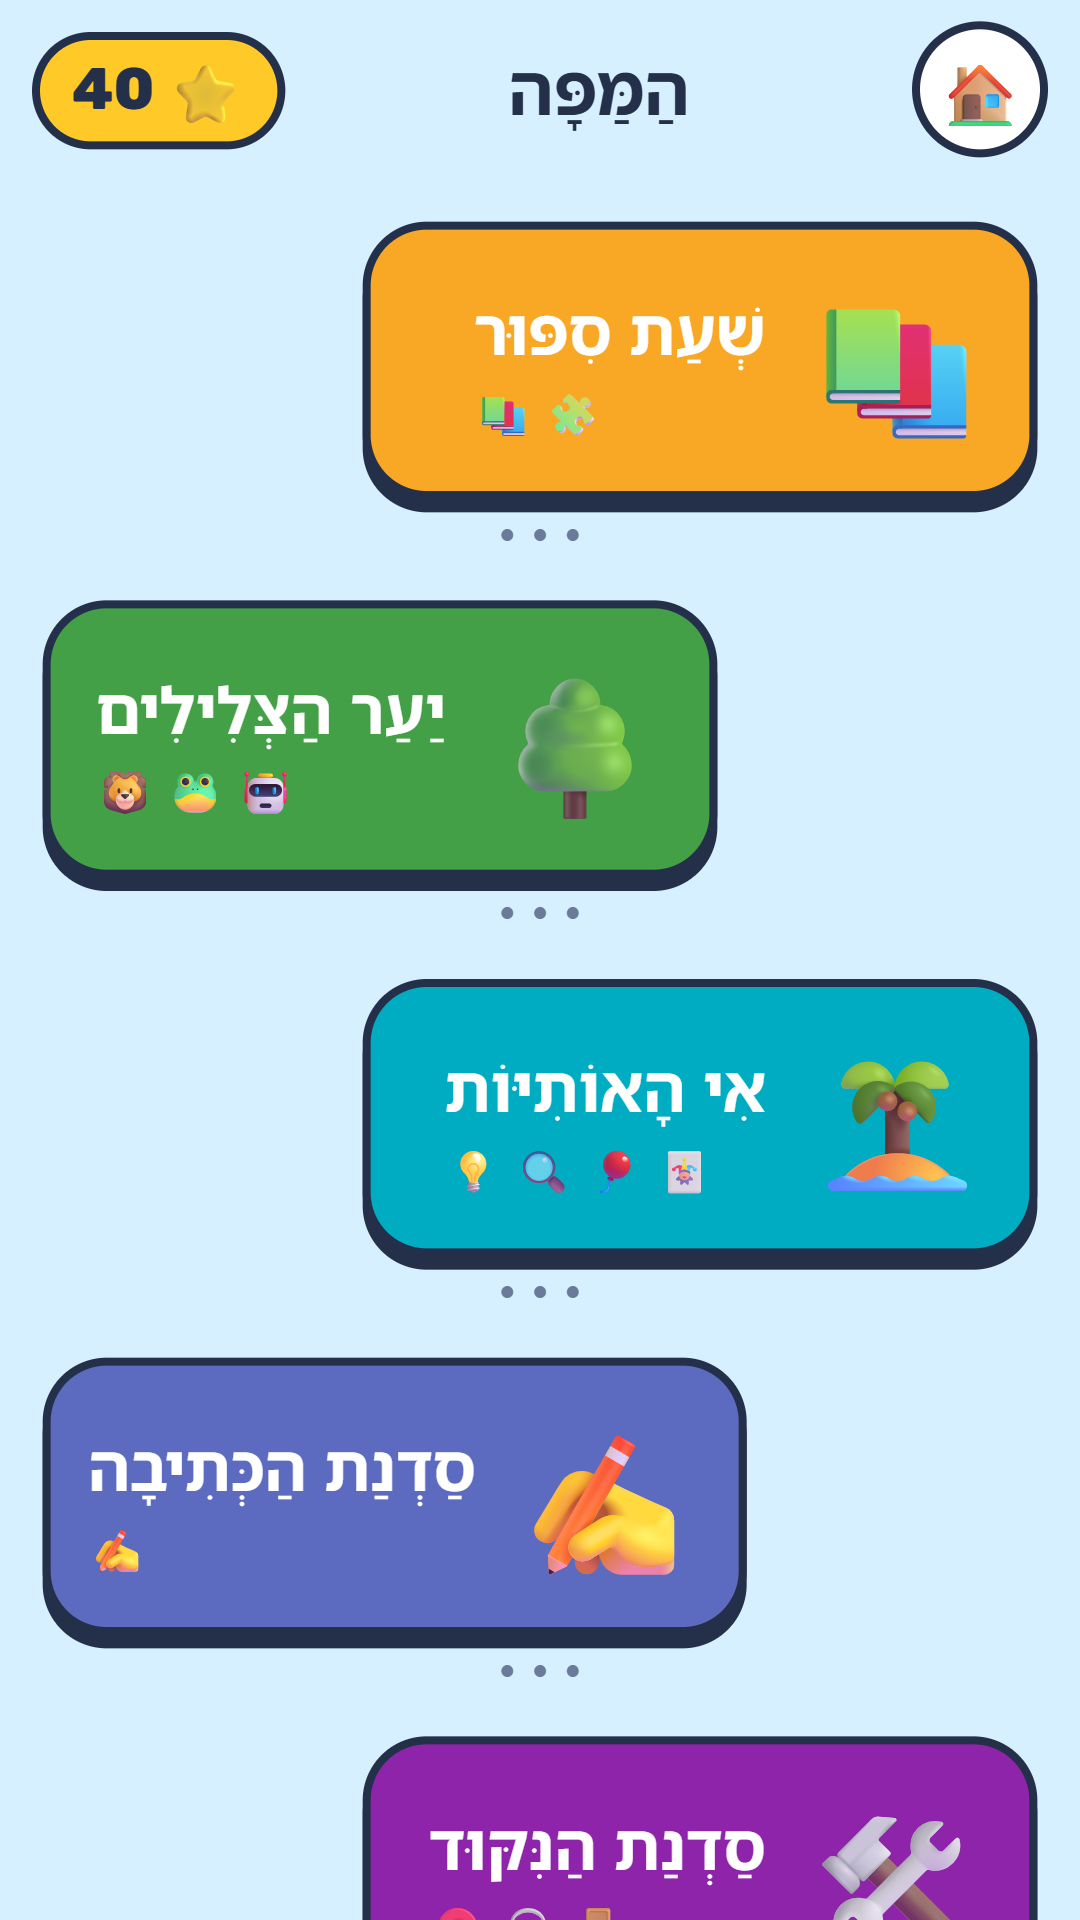 הַמַּפָּה
40
שְׁעַת סִפּוּר
יַעַר הַצְּלִילִים
אִי הָאוֹתִיּוֹת
סַדְנַת הַכְּתִיבָה
סַדְנַת הַנִּקּוּד